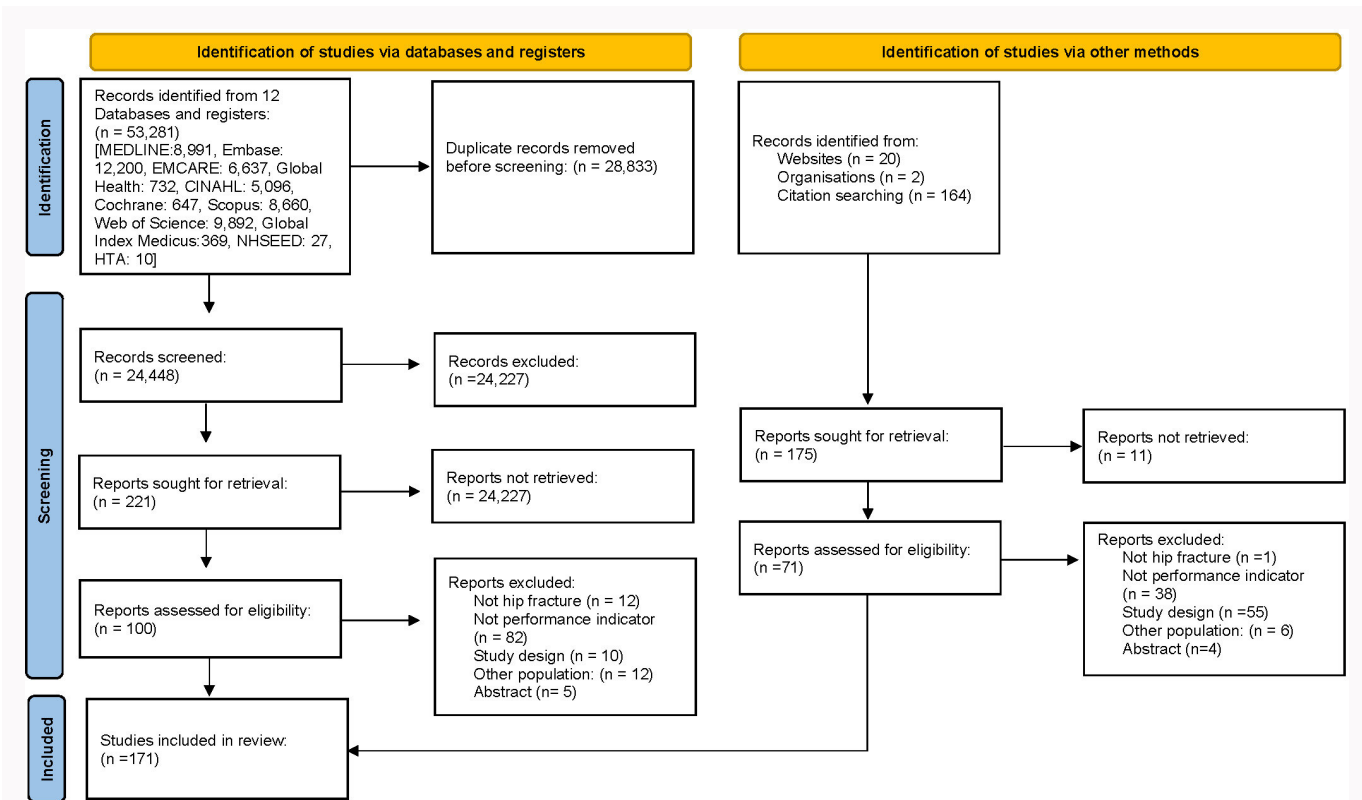 Identification of studies via databases and registers
Identification of studies via other methods
Identification
Records identified from 12
Databases and registers:
(n = 53,281)
[MEDLINE:8,991, Embase:
12,200, EMCARE: 6,637, Global
Health: 732, CINAHL: 5,096,
Cochrane: 647, Scopus: 8,660,
Web of Science: 9,892, Global
Index Medicus:369, NHSEED: 27,
HTA: 10]
Duplicate records removed
before screening: (n = 28,833)
Records identified from:
Websites (n = 20)
Organisations (n = 2)
Citation searching (n = 164)
Screening
Records screened:
(n = 24,448)
Records excluded:
(n =24,227)
Reports sought for retrieval:
(n = 221)
Reports not retrieved:
(n = 24,227)
Reports sought for retrieval:
(n = 175)
Reports not retrieved:
(n = 11)
Reports assessed for eligibility:
(n = 100)
Reports excluded:
Not hip fracture (n = 12)
Not performance indicator
(n = 82)
Study design (n = 10)
Other population: (n = 12)
Abstract (n= 5)
Reports assessed for eligibility:
(n =71)
Reports excluded:
Not hip fracture (n =1)
Not performance indicator
(n = 38)
Study design (n =55)
Other population: (n = 6)
Abstract (n=4)
Included
Studies included in review:
(n =171)